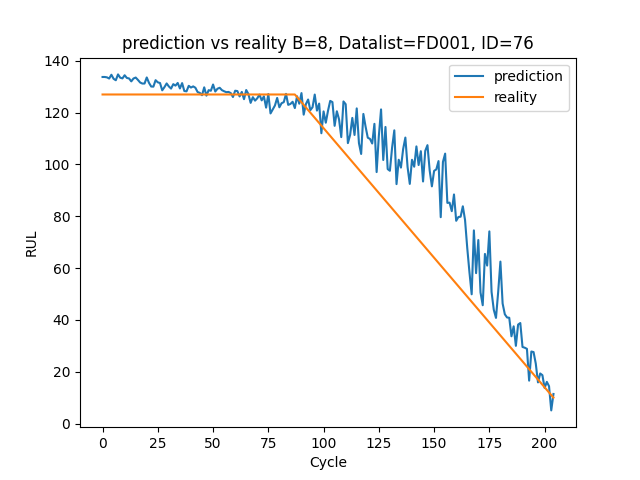 prediction vs reality B=8, Datalist=FD001, ID=76
prediction
reality
RUL
140
120
100
80
60
40
20
0
0 25 50 75 100 125 150 175 200
Cycle